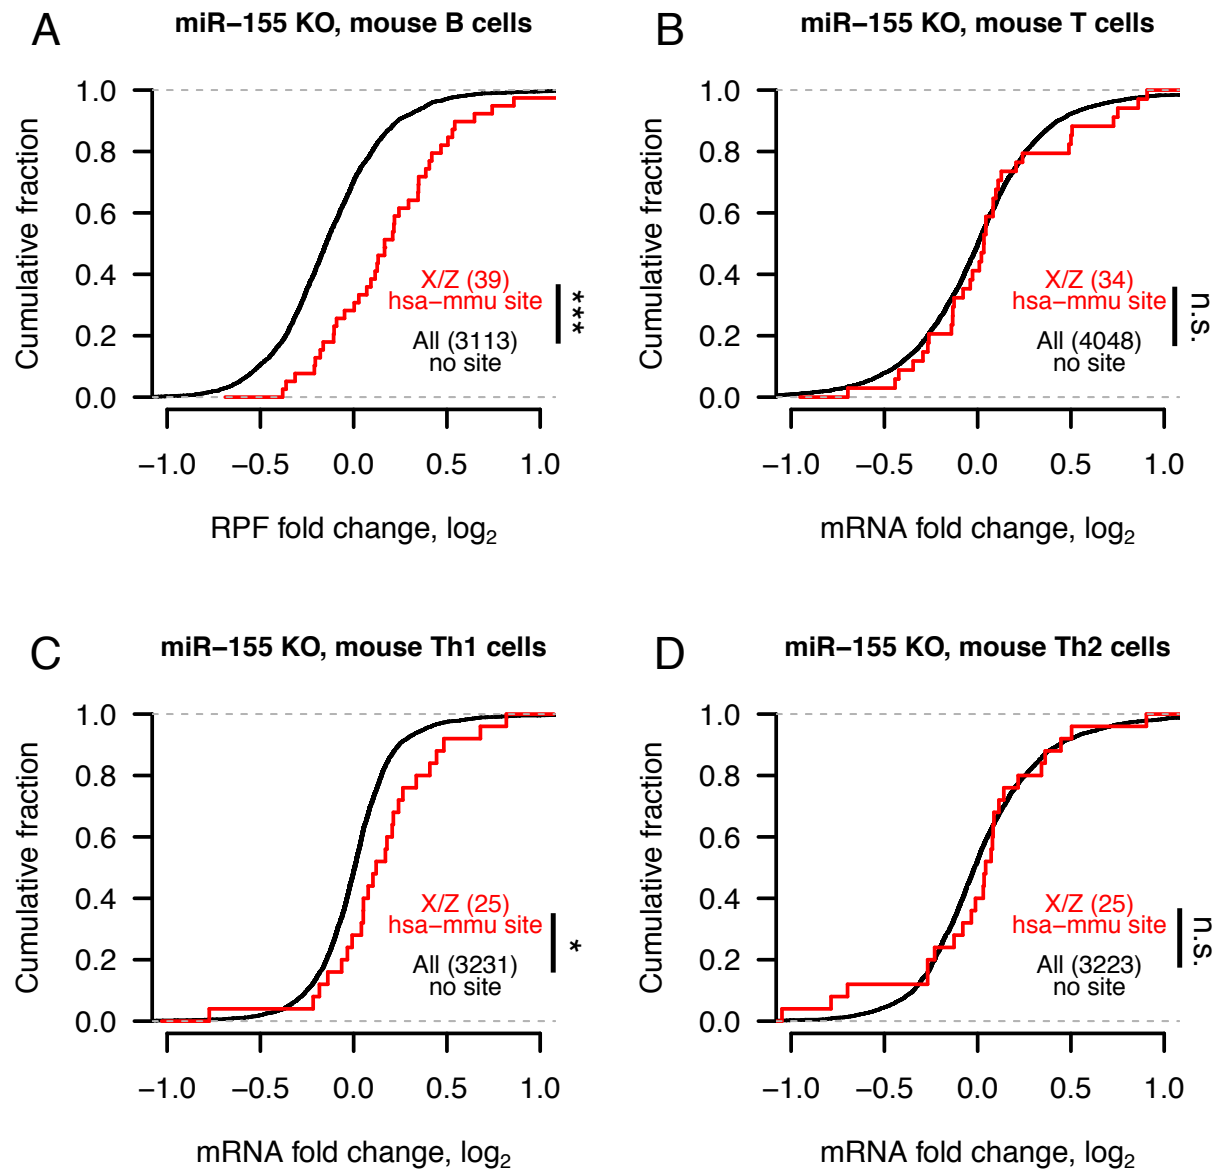 A
miR–155 KO, mouse B cells
Cumulative fraction
1.0
0.8
0.6
0.4
0.2
0.0
X/Z (39)
hsa–mmu site
All (3113)
no site
***
−1.0 −0.5 0.0 0.5 1.0
RPF fold change, log2
B
miR–155 KO, mouse T cells
Cumulative fraction
1.0
0.8
0.6
0.4
0.2
0.0
X/Z (34)
hsa–mmu site
All (4048)
no site
n.s.
−1.0 −0.5 0.0 0.5 1.0
mRNA fold change, log2
C
miR–155 KO, mouse Th1 cells
Cumulative fraction
1.0
0.8
0.6
0.4
0.2
0.0
X/Z (25)
hsa–mmu site
All (3231)
no site
*
−1.0 −0.5 0.0 0.5 1.0
mRNA fold change, log2
D
miR–155 KO, mouse Th2 cells
Cumulative fraction
1.0
0.8
0.6
0.4
0.2
0.0
X/Z (25)
hsa–mmu site
All (3223)
no site
n.s.
−1.0 −0.5 0.0 0.5 1.0
mRNA fold change, log2